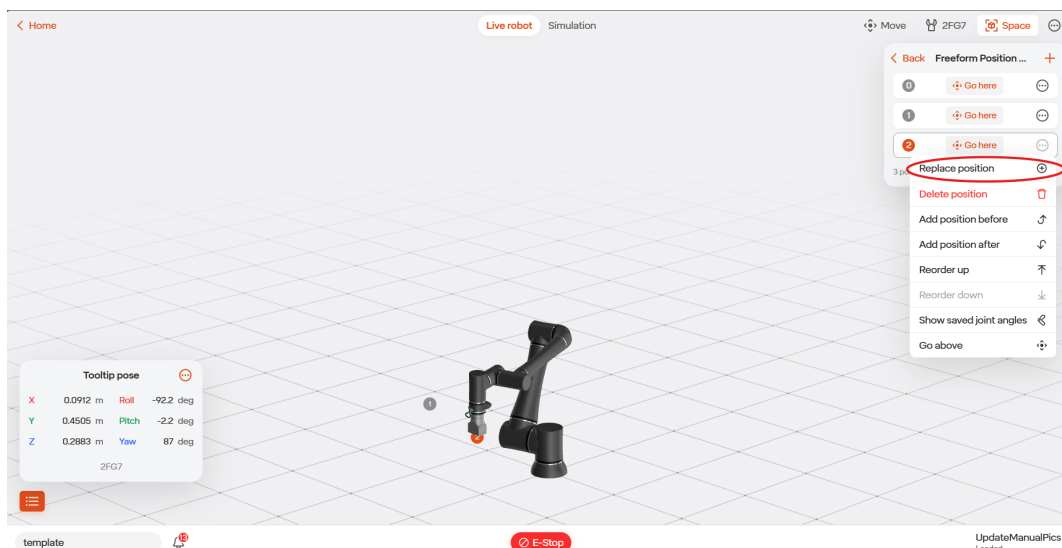 Home
Live robot Simulation
Move 2FG7 Space
Back Freeform Position ... +
0 Go here
1 Go here
2 Go here
3
Replace position
Delete position
Add position before
Add position after
Reorder up
Reorder down
Show saved joint angles
Go above
1
2
Tooltip pose
X 0.0912 m Roll -92.2 deg
Y 0.4505 m Pitch -2.2 deg
Z 0.2883 m Yaw 87 deg
2FG7
template 13 E-Stop UpdateManualPics
Loaded